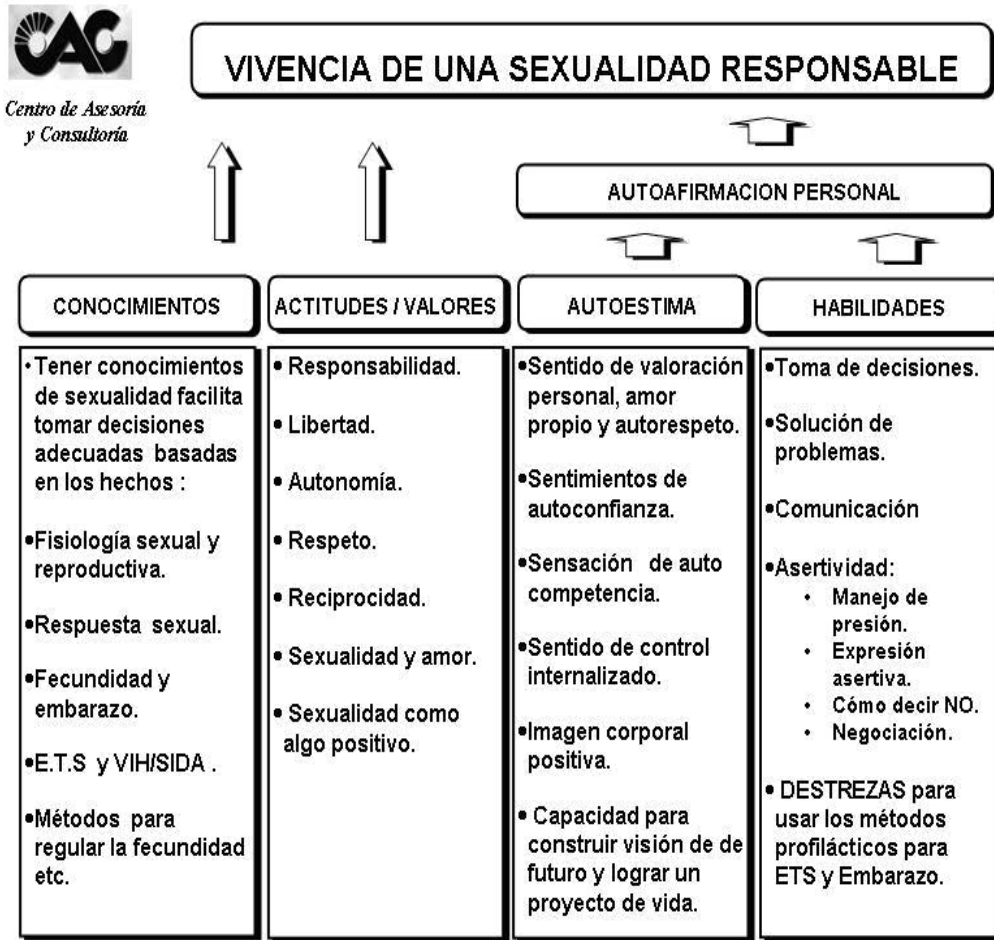 CAC
Centro de Asesoría
y Consultoría
VIVENCIA DE UNA SEXUALIDAD RESPONSABLE
AUTOAFIRMACION PERSONAL
CONOCIMIENTOS
• Tener conocimientos
de sexualidad facilita
tomar decisiones
adecuadas basadas
en los hechos :
•Fisiología sexual y
reproductiva.
•Respuesta sexual.
•Fecundidad y
embarazo.
•E.T.S y VIH/SIDA .
•Métodos para
regular la fecundidad
etc.
ACTITUDES / VALORES
• Responsabilidad.
• Libertad.
• Autonomía.
• Respeto.
• Reciprocidad.
• Sexualidad y amor.
• Sexualidad como
algo positivo.
AUTOESTIMA
•Sentido de valoración
personal, amor
propio y autorespeto.
•Sentimientos de
autoconfianza.
•Sensación de auto
competencia.
•Sentido de control
internalizado.
•Imagen corporal
positiva.
• Capacidad para
construir visión de de
futuro y lograr un
proyecto de vida.
HABILIDADES
•Toma de decisiones.
•Solución de
problemas.
•Comunicación
•Asertividad:
• Manejo de
presión.
• Expresión
asertiva.
• Cómo decir NO.
• Negociación.
• DESTREZAS para
usar los métodos
profilácticos para
ETS y Embarazo.